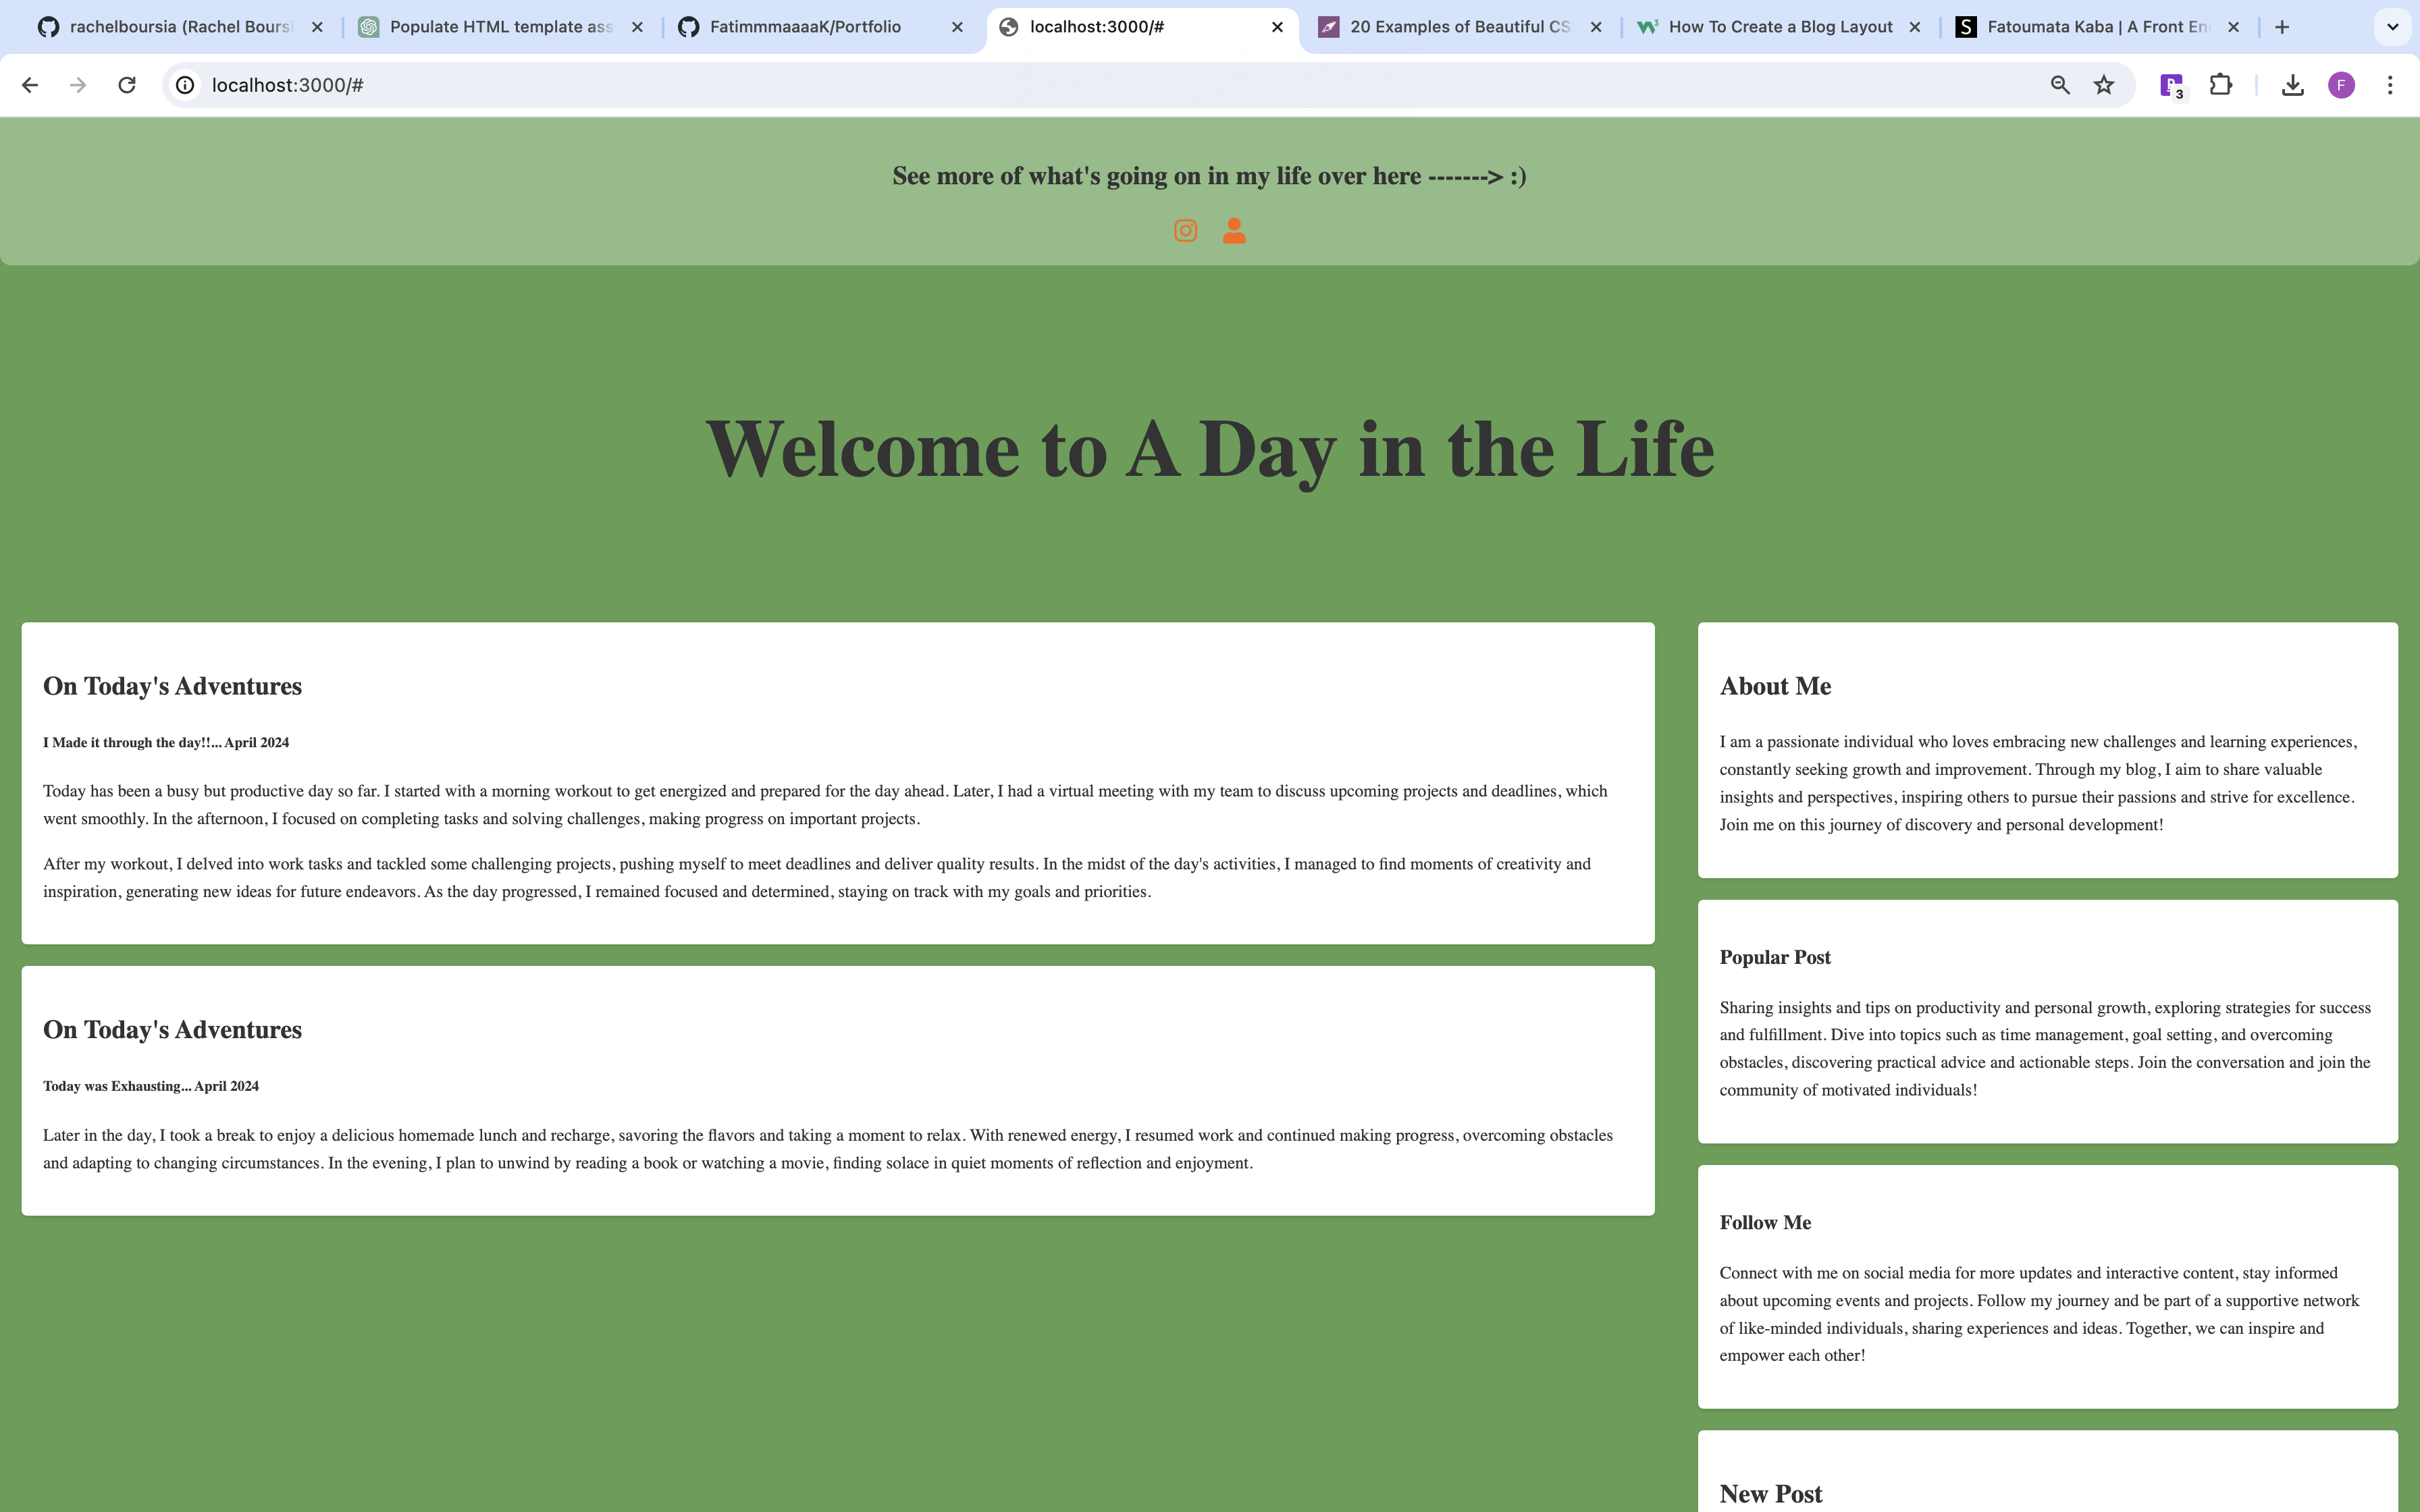 rachelboursia (Rachel Boursi
Populate HTML template ass
FatimmmaaaaK/Portfolio
localhost:3000/#
20 Examples of Beautiful CS
How To Create a Blog Layout
Fatoumata Kaba | A Front En
localhost:3000/#
3
F
See more of what's going on in my life over here -------> :)
Welcome to A Day in the Life
On Today's Adventures
I Made it through the day!!... April 2024
Today has been a busy but productive day so far. I started with a morning workout to get energized and prepared for the day ahead. Later, I had a virtual meeting with my team to discuss upcoming projects and deadlines, which
went smoothly. In the afternoon, I focused on completing tasks and solving challenges, making progress on important projects.
After my workout, I delved into work tasks and tackled some challenging projects, pushing myself to meet deadlines and deliver quality results. In the midst of the day's activities, I managed to find moments of creativity and
inspiration, generating new ideas for future endeavors. As the day progressed, I remained focused and determined, staying on track with my goals and priorities.
On Today's Adventures
Today was Exhausting... April 2024
Later in the day, I took a break to enjoy a delicious homemade lunch and recharge, savoring the flavors and taking a moment to relax. With renewed energy, I resumed work and continued making progress, overcoming obstacles
and adapting to changing circumstances. In the evening, I plan to unwind by reading a book or watching a movie, finding solace in quiet moments of reflection and enjoyment.
About Me
I am a passionate individual who loves embracing new challenges and learning experiences,
constantly seeking growth and improvement. Through my blog, I aim to share valuable
insights and perspectives, inspiring others to pursue their passions and strive for excellence.
Join me on this journey of discovery and personal development!
Popular Post
Sharing insights and tips on productivity and personal growth, exploring strategies for success
and fulfillment. Dive into topics such as time management, goal setting, and overcoming
obstacles, discovering practical advice and actionable steps. Join the conversation and join the
community of motivated individuals!
Follow Me
Connect with me on social media for more updates and interactive content, stay informed
about upcoming events and projects. Follow my journey and be part of a supportive network
of like-minded individuals, sharing experiences and ideas. Together, we can inspire and
empower each other!
New Post